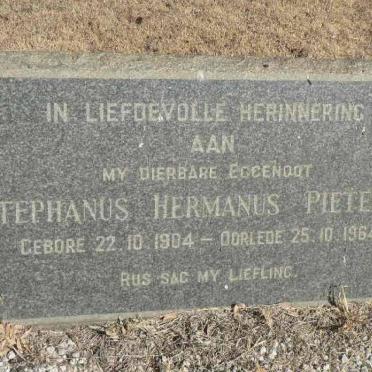 IN LIEFDEVOLLE HERINNERING
AAN
MY DIERBARE EGGENOOT
TEPHANUS HERMANUS PIETE
GEBORE 22.10.1904 – OORLEDE 25.10.196
RUS SAG MY LIEFLING.